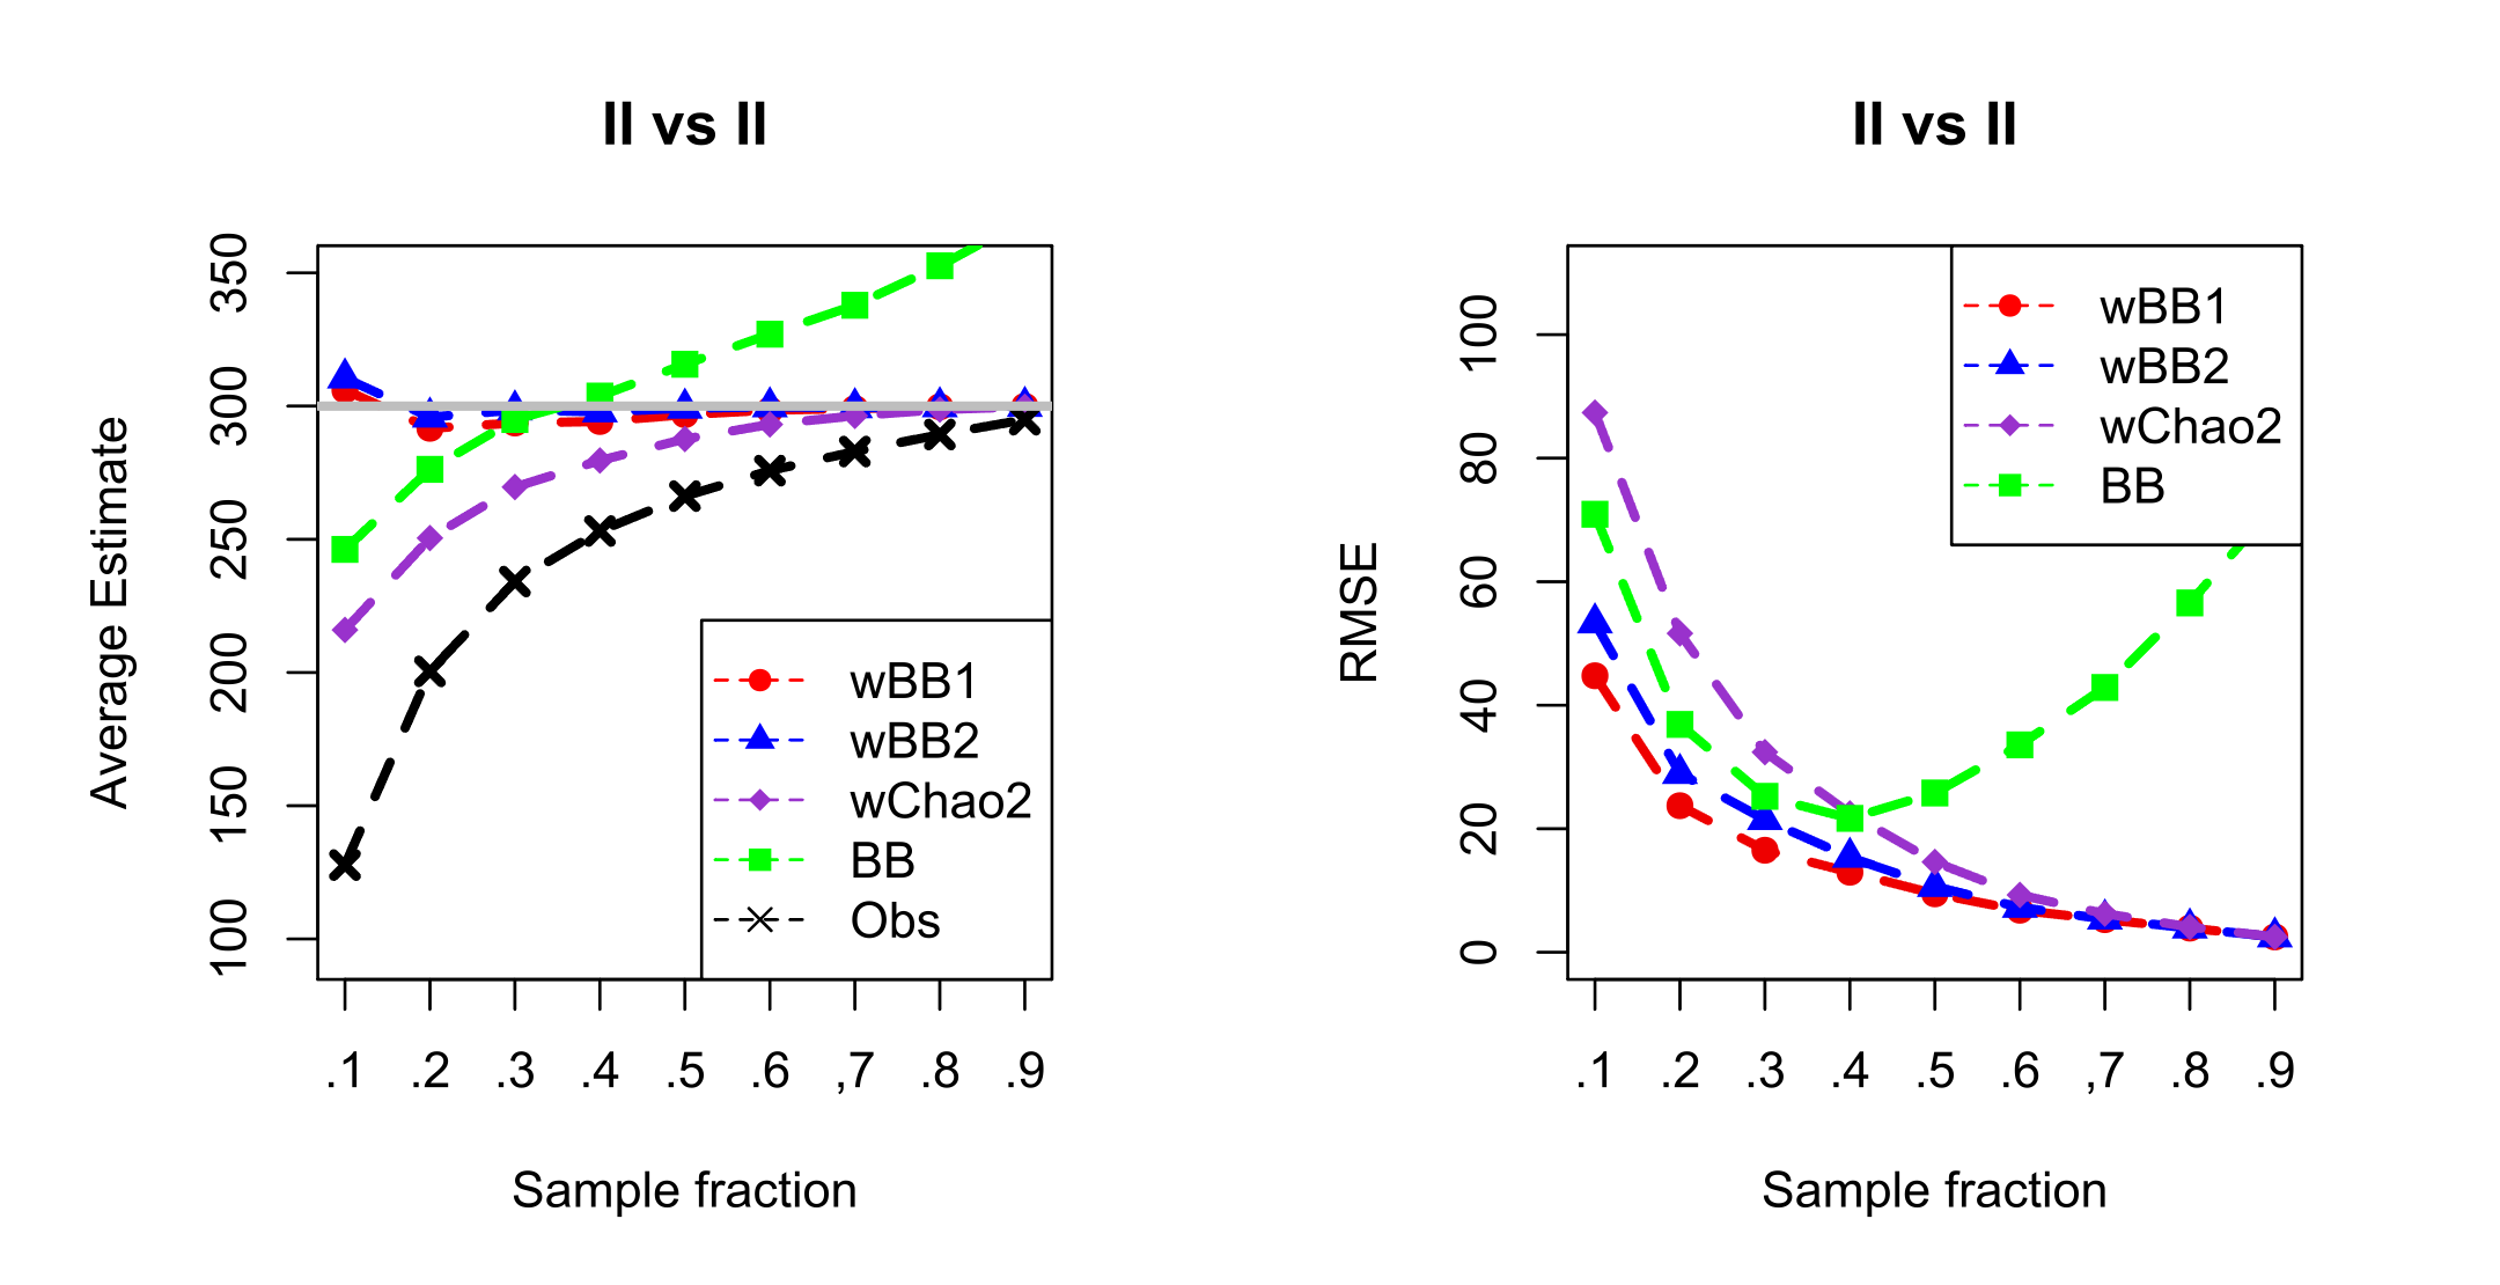 II vs II
Average Estimate
350
300
250
200
150
100
wBB1
wBB2
wChao2
BB
Obs
.1 .2 .3 .4 .5 .6 ,7 .8 .9
Sample fraction
II vs II
RMSE
100
80
60
40
20
0
wBB1
wBB2
wChao2
BB
.1 .2 .3 .4 .5 .6 ,7 .8 .9
Sample fraction